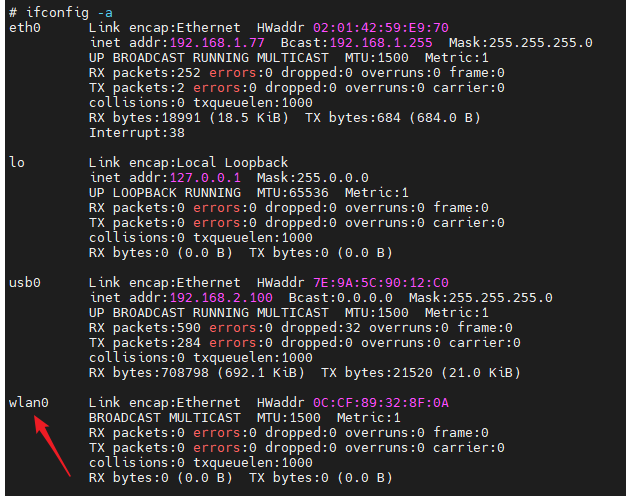 # ifconfig -a
eth0 Link encap:Ethernet HWaddr 02:01:42:59:E9:70
inet addr:192.168.1.77 Bcast:192.168.1.255 Mask:255.255.255.0
UP BROADCAST RUNNING MULTICAST MTU:1500 Metric:1
RX packets:252 errors:0 dropped:0 overruns:0 frame:0
TX packets:2 errors:0 dropped:0 overruns:0 carrier:0
collisions:0 txqueuelen:1000
RX bytes:18991 (18.5 KiB) TX bytes:684 (684.0 B)
Interrupt:38
lo Link encap:Local Loopback
inet addr:127.0.0.1 Mask:255.0.0.0
UP LOOPBACK RUNNING MTU:65536 Metric:1
RX packets:0 errors:0 dropped:0 overruns:0 frame:0
TX packets:0 errors:0 dropped:0 overruns:0 carrier:0
collisions:0 txqueuelen:1000
RX bytes:0 (0.0 B) TX bytes:0 (0.0 B)
usb0 Link encap:Ethernet HWaddr 7E:9A:5C:90:12:C0
inet addr:192.168.2.100 Bcast:0.0.0.0 Mask:255.255.255.0
UP BROADCAST RUNNING MULTICAST MTU:1500 Metric:1
RX packets:590 errors:0 dropped:32 overruns:0 frame:0
TX packets:284 errors:0 dropped:0 overruns:0 carrier:0
collisions:0 txqueuelen:1000
RX bytes:708798 (692.1 KiB) TX bytes:21520 (21.0 KiB)
wlan0 Link encap:Ethernet HWaddr 0C:CF:89:32:8F:0A
BROADCAST MULTICAST MTU:1500 Metric:1
RX packets:0 errors:0 dropped:0 overruns:0 frame:0
TX packets:0 errors:0 dropped:0 overruns:0 carrier:0
collisions:0 txqueuelen:1000
RX bytes:0 (0.0 B) TX bytes:0 (0.0 B)